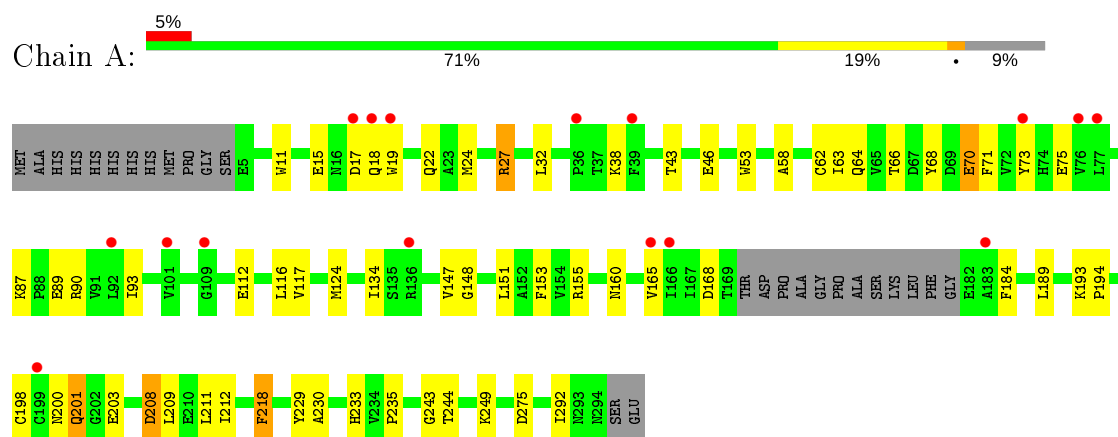 5%
Chain A:
71% 19% • 9%
MET ALA HIS HIS HIS HIS HIS HIS MET PRO GLY SER E5 W11 E15 N16 D17 Q18 W19 Q22 A23 M24 R27 L32 P36 T37 K38 F39 T43 E46 W53 A58 C62 I63 Q64 V65 T66 D67 Y68 D69 E70 F71 V72 Y73 H74 E75 V76 L77
K87 P88 E89 R90 V91 L92 I93 V101 G109 E112 L116 V117 M124 I134 S135 R136 V147 G148 L151 A152 F153 V154 R155 N160 V165 I166 I167 D168 T169 THR ASP PRO ALA GLY PRO ALA SER LYS LEU PHE GLY E182 A183 F184 L189 K193 P194
C198 C199 N200 Q201 G202 E203 D208 L209 E210 L211 I212 F218 Y229 A230 H233 V234 P235 G243 T244 K249 D275 I292 N293 N294 SER GLU